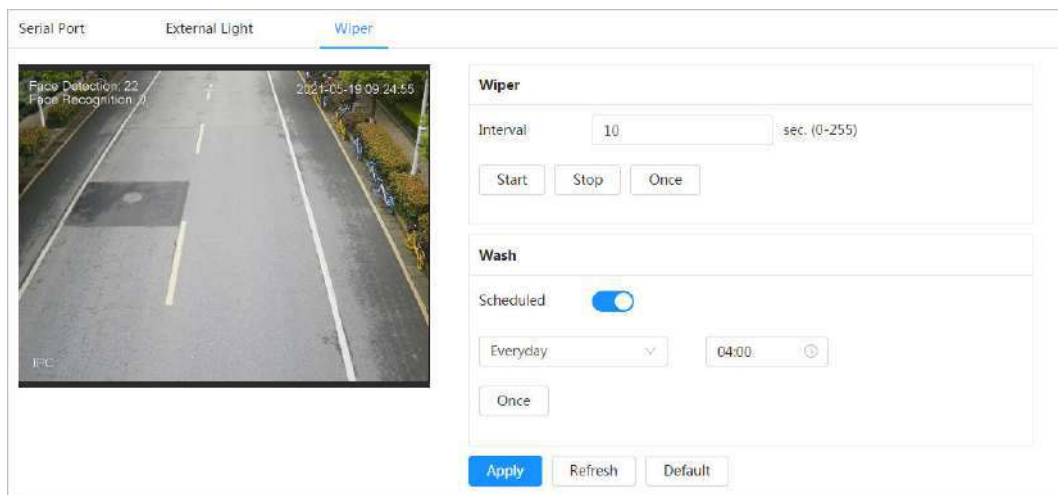 Serial Port External Light Wiper
Face Detection: 22
Face Recognition: 0
2021-05-19 09:24:55
IPC
Wiper
Interval 10 sec. (0-255)
Start Stop Once
Wash
Scheduled
Everyday 04:00
Once
Apply Refresh Default